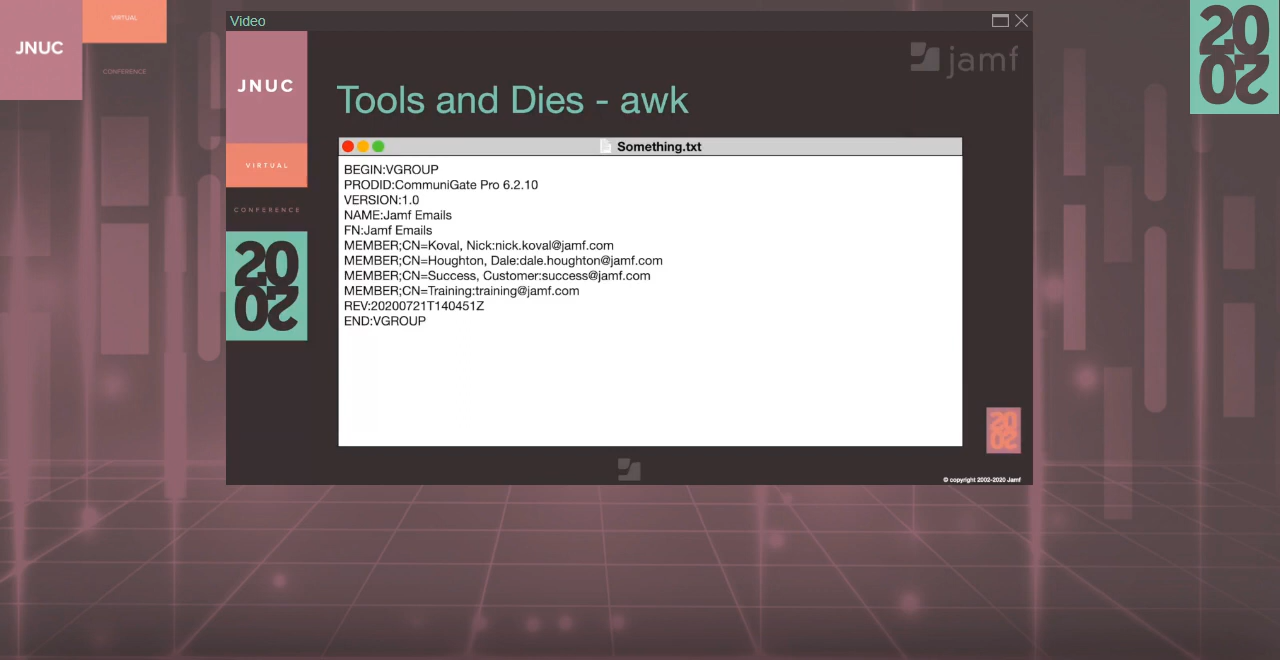 JNUC
VIRTUAL
CONFERENCE
2020
Video
JNUC
VIRTUAL
CONFERENCE
2020
jamf
Tools and Dies - awk
Something.txt
BEGIN:VGROUP
PRODID:CommuniGate Pro 6.2.10
VERSION:1.0
NAME:Jamf Emails
FN:Jamf Emails
MEMBER;CN=Koval, Nick:nick.koval@jamf.com
MEMBER;CN=Houghton, Dale:dale.houghton@jamf.com
MEMBER;CN=Success, Customer:success@jamf.com
MEMBER;CN=Training:training@jamf.com
REV:20200721T140451Z
END:VGROUP
2020
© copyright 2002-2020 Jamf